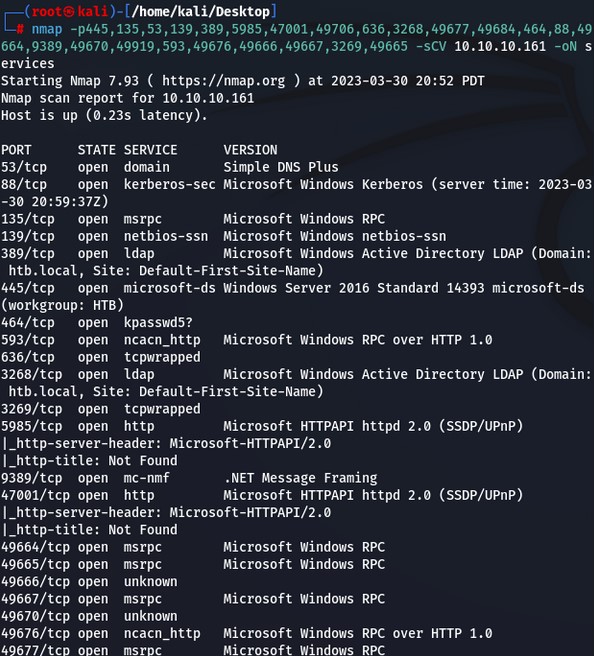 ┌──(root㉿kali)-[/home/kali/Desktop]
└─# nmap -p445,135,53,139,389,5985,47001,49706,636,3268,49677,49684,464,88,49
664,9389,49670,49919,593,49676,49666,49667,3269,49665 -sCV 10.10.10.161 -oN s
ervices
Starting Nmap 7.93 ( https://nmap.org ) at 2023-03-30 20:52 PDT
Nmap scan report for 10.10.10.161
Host is up (0.23s latency).

PORT      STATE SERVICE      VERSION
53/tcp    open  domain       Simple DNS Plus
88/tcp    open  kerberos-sec Microsoft Windows Kerberos (server time: 2023-03
-30 20:59:37Z)
135/tcp   open  msrpc        Microsoft Windows RPC
139/tcp   open  netbios-ssn  Microsoft Windows netbios-ssn
389/tcp   open  ldap         Microsoft Windows Active Directory LDAP (Domain:
 htb.local, Site: Default-First-Site-Name)
445/tcp   open  microsoft-ds Windows Server 2016 Standard 14393 microsoft-ds
(workgroup: HTB)
464/tcp   open  kpasswd5?
593/tcp   open  ncacn_http   Microsoft Windows RPC over HTTP 1.0
636/tcp   open  tcpwrapped
3268/tcp  open  ldap         Microsoft Windows Active Directory LDAP (Domain:
 htb.local, Site: Default-First-Site-Name)
3269/tcp  open  tcpwrapped
5985/tcp  open  http         Microsoft HTTPAPI httpd 2.0 (SSDP/UPnP)
|_http-server-header: Microsoft-HTTPAPI/2.0
|_http-title: Not Found
9389/tcp  open  mc-nmf       .NET Message Framing
47001/tcp open  http         Microsoft HTTPAPI httpd 2.0 (SSDP/UPnP)
|_http-server-header: Microsoft-HTTPAPI/2.0
|_http-title: Not Found
49664/tcp open  msrpc        Microsoft Windows RPC
49665/tcp open  msrpc        Microsoft Windows RPC
49666/tcp open  unknown
49667/tcp open  msrpc        Microsoft Windows RPC
49670/tcp open  unknown
49676/tcp open  ncacn_http   Microsoft Windows RPC over HTTP 1.0
49677/tcp open  msrpc        Microsoft Windows RPC